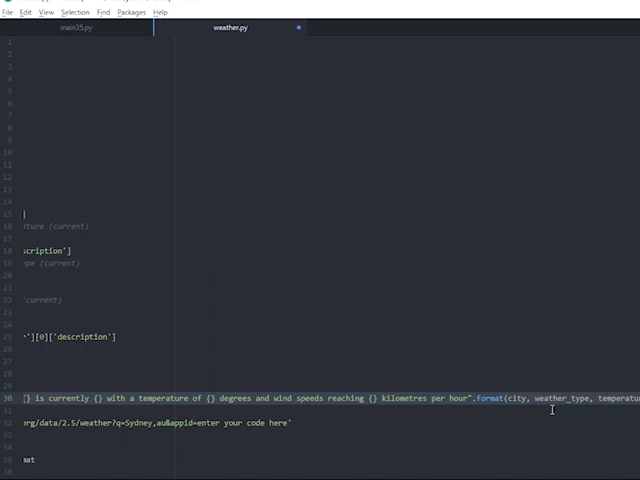 File Edit View Selection Find Packages Help
main35.py weather.py
1
2
3
4
5
6
7
8
9
10
11
12
13
14
15 ]
16 ture (current)
17
18 scription']
19 ype (current)
20
21
22 'current)
23
24
25 '][0]['description']
26
27
28
29
30 {} is currently {} with a temperature of {} degrees and wind speeds reaching {} kilometres per hour".format(city, weather_type, temperatu
31
32 org/data/2.5/weather?q=Sydney,au&appid=enter your code here'
33
34
35 mat
36